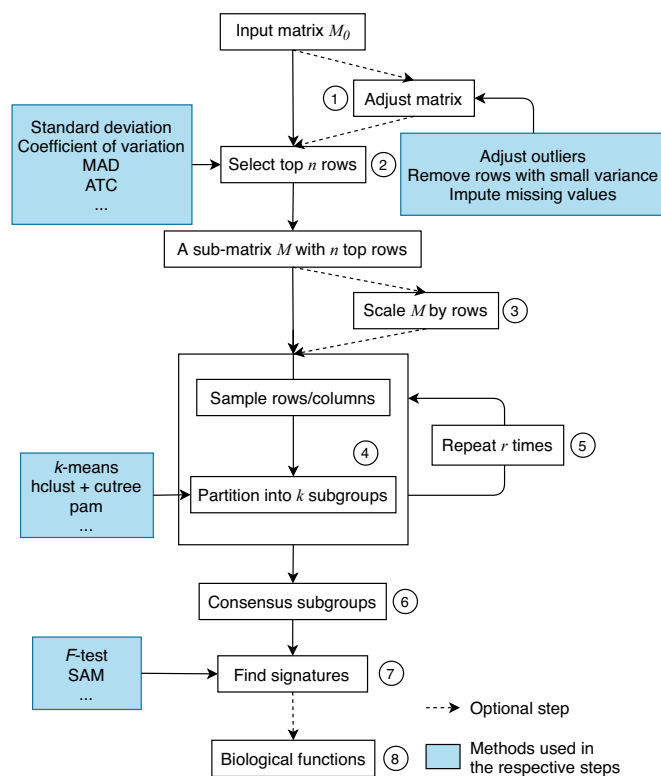 Input matrix M0
1
Adjust matrix
Standard deviation
Coefficient of variation
MAD
ATC
...
Select top n rows
2
Adjust outliers
Remove rows with small variance
Impute missing values
A sub-matrix M with n top rows
Scale M by rows
3
Sample rows/columns
4
Repeat r times
5
k-means
hclust + cutree
pam
...
Partition into k subgroups
Consensus subgroups
6
F-test
SAM
...
Find signatures
7
Optional step
Biological functions
8
Methods used in
the respective steps